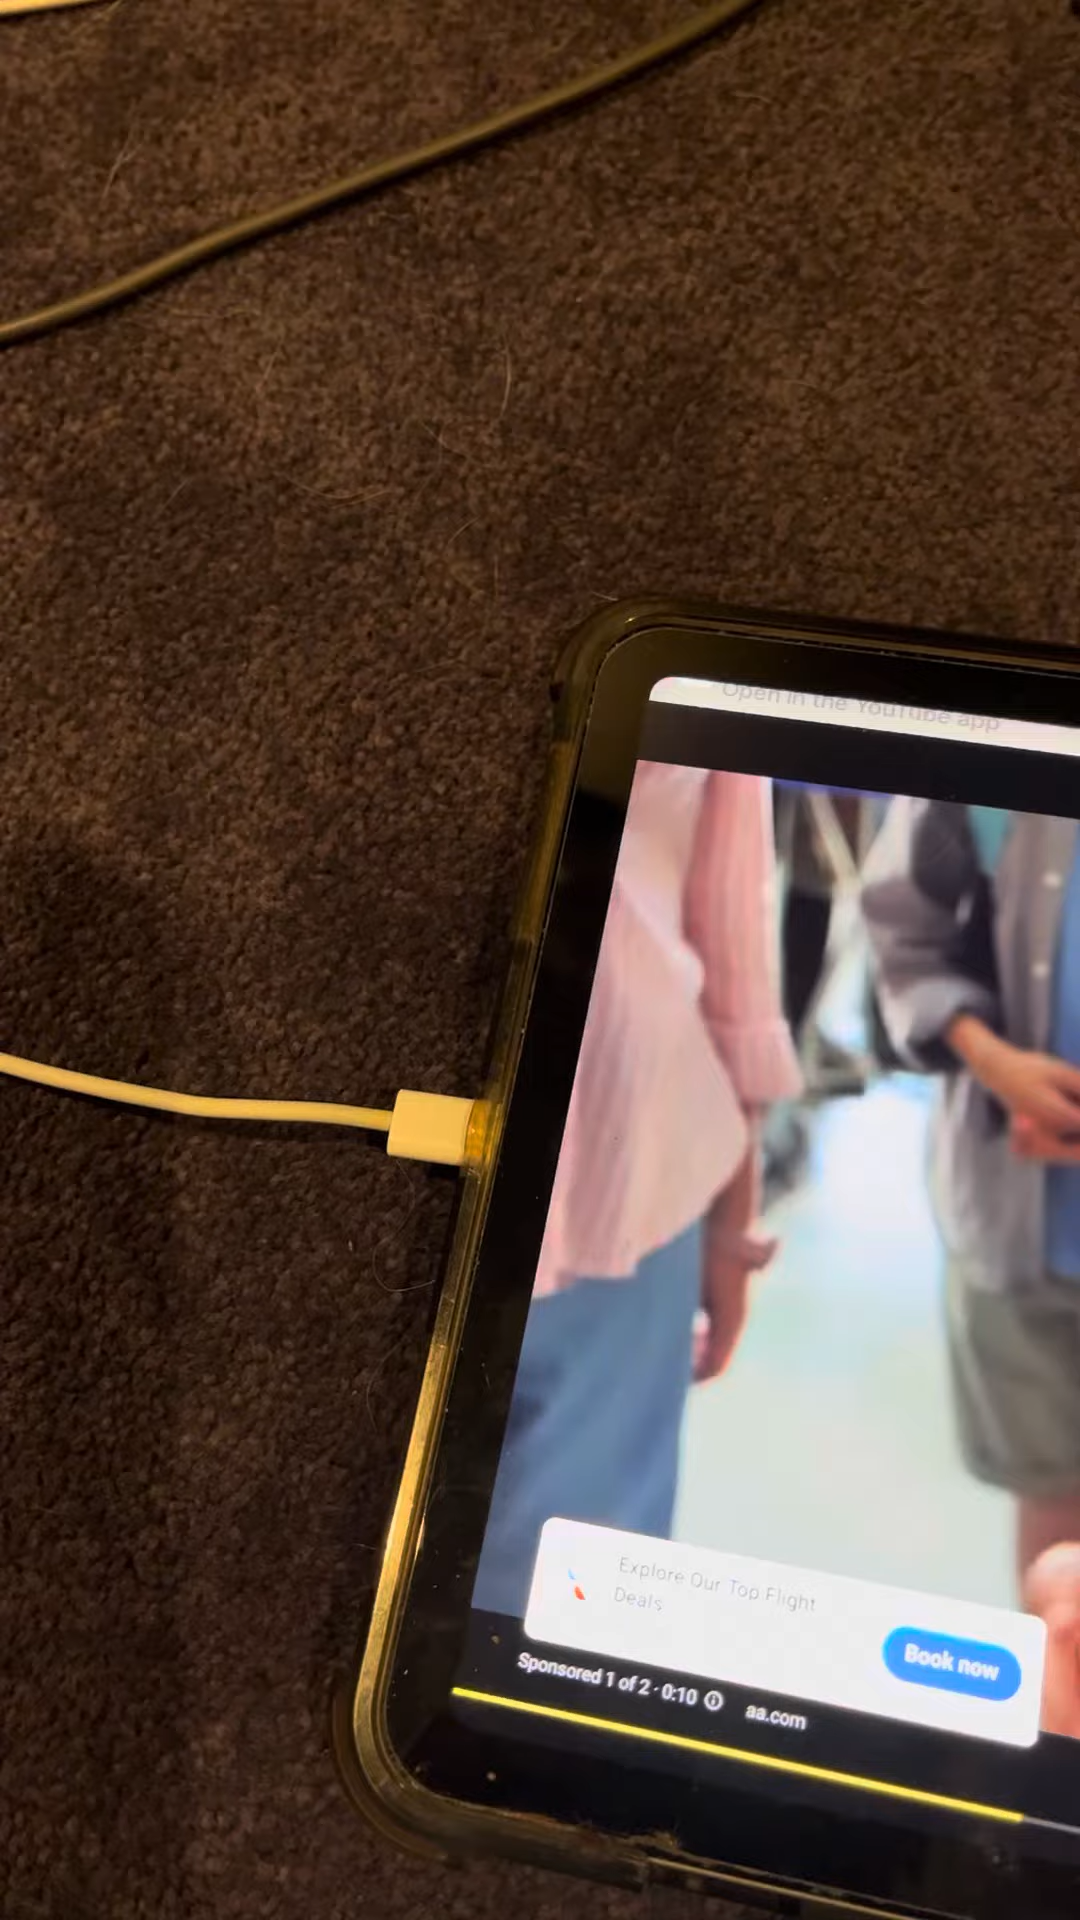 Open in the YouTube app
Explore Our Top Flight
Deals
Book now
Sponsored 1 of 2 · 0:10
aa.com